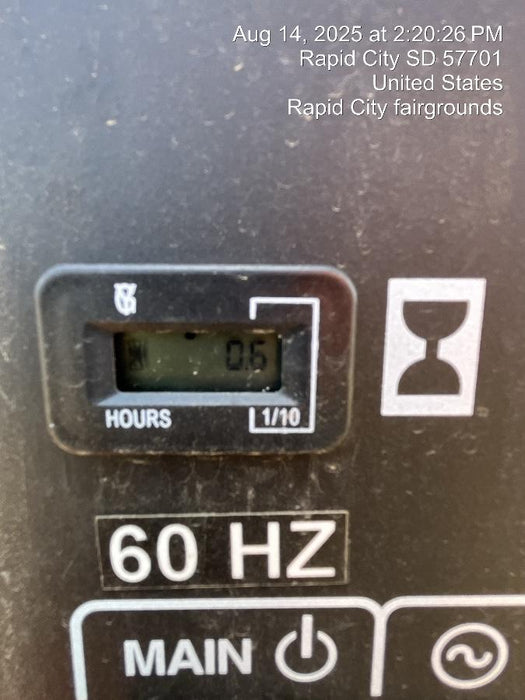 Aug 14, 2025 at 2:20:26 PM
Rapid City SD 57701
United States
Rapid City fairgrounds
0.6
HOURS
1/10
60 HZ
MAIN